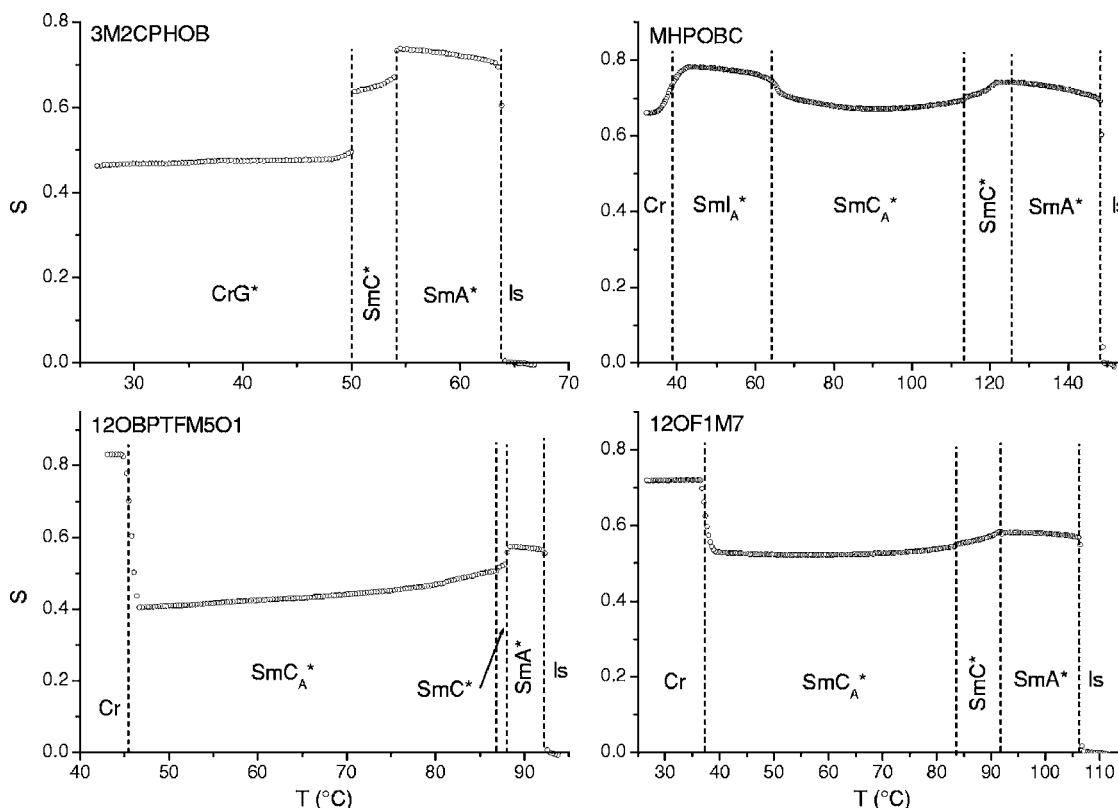 3M2CPHOB
0.8
0.6
0.4
0.2
0.0
S
CrG*
SmC*
SmA*
Is
30
40
50
60
70
MHPOBC
0.8
0.6
0.4
0.2
0.0
Cr
SmI_A*
SmC_A*
SmC*
SmA*
Is
40
60
80
100
120
140
12OBPTFM5O1
0.8
0.6
0.4
0.2
0.0
S
Cr
SmC_A*
SmC*
SmA*
Is
40
50
60
70
80
90
T (°C)
12OF1M7
0.8
0.6
0.4
0.2
0.0
Cr
SmC_A*
SmC*
SmA*
Is
30
40
50
60
70
80
90
100
110
T (°C)